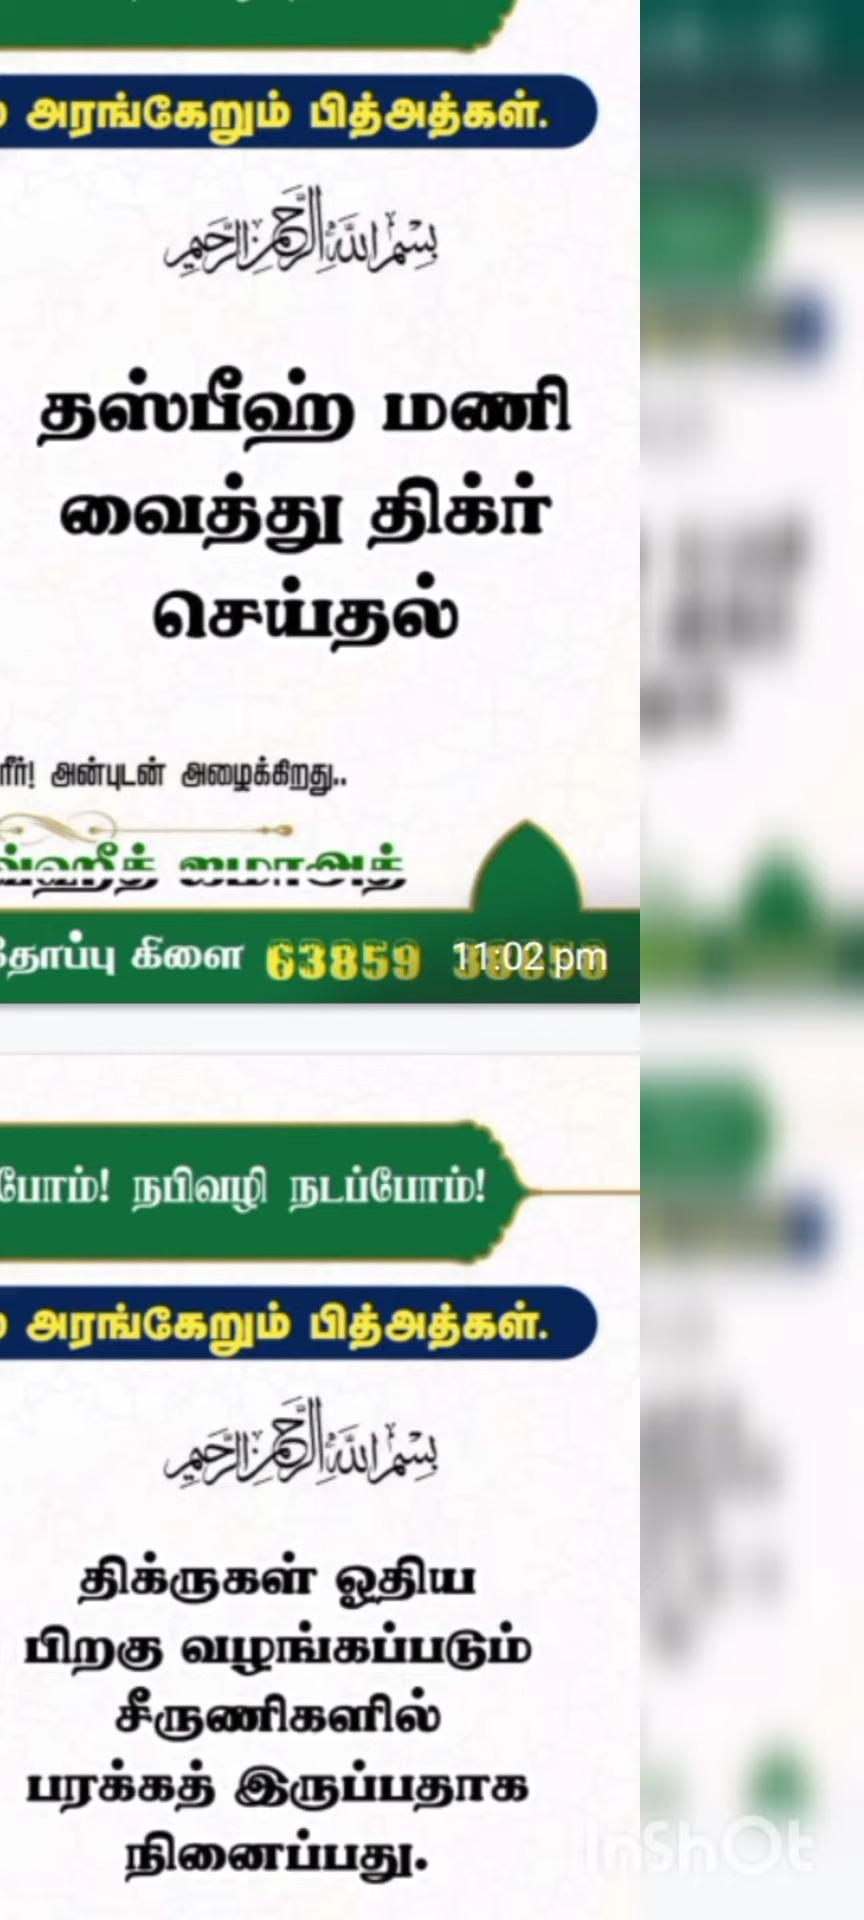 அரங்கேறும் பித்அத்கள்.
بسم الله الرحمن الرحيم
தஸ்பீஹ் மணி
வைத்து திக்ர்
செய்தல்
அன்புடன் அழைக்கிறது..
ஜமாஅத்
கிளை 63859
11:02 pm
நபிவழி நடப்போம்!
அரங்கேறும் பித்அத்கள்.
بسم الله الرحمن الرحيم
திக்ருகள் ஓதிய
பிறகு வழங்கப்படும்
சீருணிகளில்
பரக்கத் இருப்பதாக
நினைப்பது.
InShOt